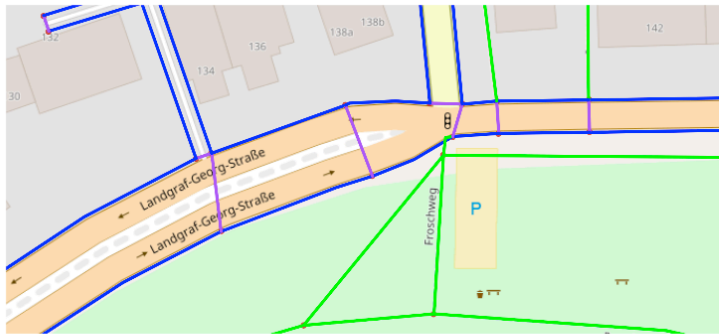 138b
138a
142
132
136
134
30
Landgraf-Georg-Straße
Landgraf-Georg-Straße
Froschweg
P